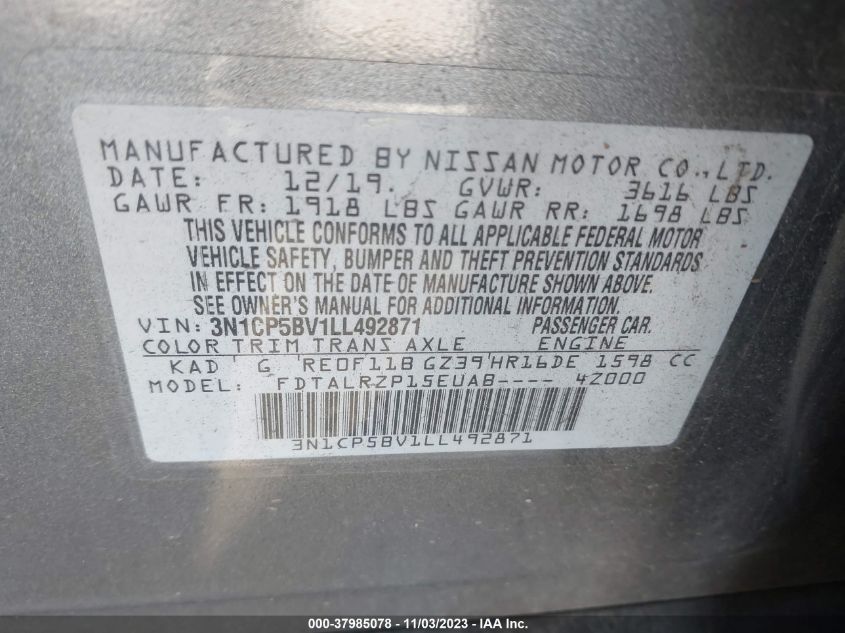 MANUFACTURED BY NISSAN MOTOR CO., LTD.
DATE: 12/19. GVWR: 3616 LBS
GAWR FR: 1918 LBS GAWR RR: 1698 LBS
THIS VEHICLE CONFORMS TO ALL APPLICABLE FEDERAL MOTOR
VEHICLE SAFETY, BUMPER AND THEFT PREVENTION STANDARDS
IN EFFECT ON THE DATE OF MANUFACTURE SHOWN ABOVE.
SEE OWNER'S MANUAL FOR ADDITIONAL INFORMATION.
VIN: 3N1CP5BV1LL492871 PASSENGER CAR.
COLOR TRIM TRANS AXLE ENGINE
KAD G RE0F11B GZ39 HR16DE 1598 CC
MODEL: FDTALRZP15EUAB---- 4Z000
3N1CP5BV1LL492871
000-37985078 - 11/03/2023 - Copyright © 2023 IAA, Inc.